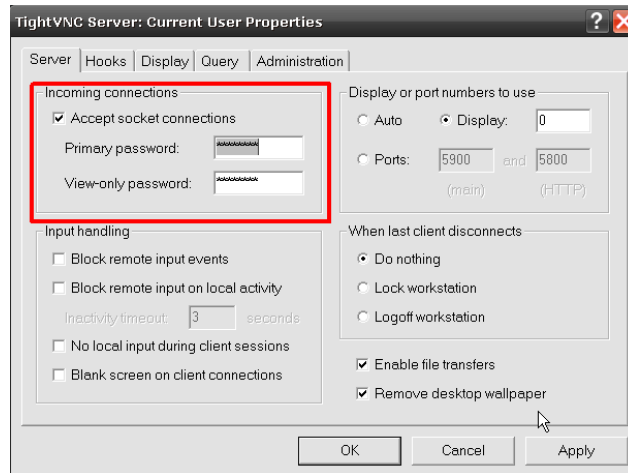 TightVNC Server: Current User Properties
Server Hooks Display Query Administration
Incoming connections
Accept socket connections
Primary password: ********
View-only password: ********
Display or port numbers to use
Auto Display: 0
Ports: 5900 and 5800
(main) (HTTP)
Input handling
Block remote input events
Block remote input on local activity
Inactivity timeout: 3 seconds
No local input during client sessions
Blank screen on client connections
When last client disconnects
Do nothing
Lock workstation
Logoff workstation
Enable file transfers
Remove desktop wallpaper
OK Cancel Apply